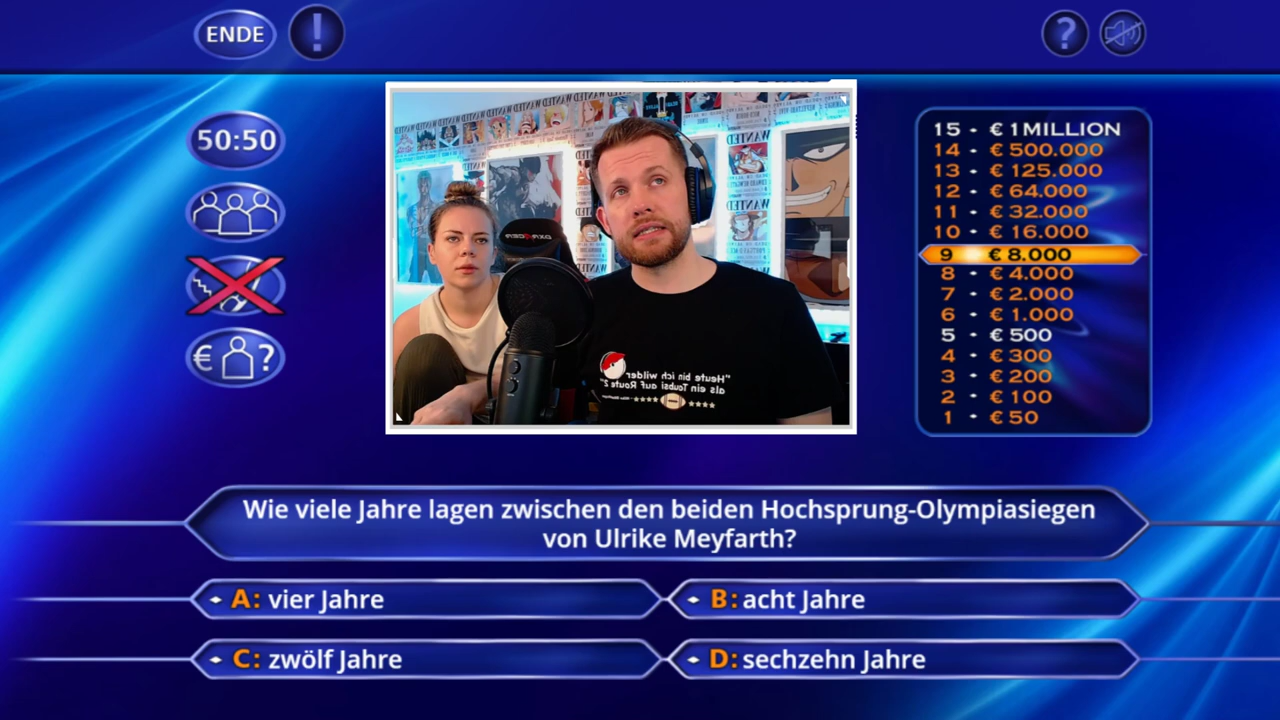 ENDE
!
?
50:50
€ ?
15 • € 1 MILLION
14 • € 500.000
13 • € 125.000
12 • € 64.000
11 • € 32.000
10 • € 16.000
9 € 8.000
8 • € 4.000
7 • € 2.000
6 • € 1.000
5 • € 500
4 • € 300
3 • € 200
2 • € 100
1 • € 50
WANTED
"Heute bin ich wilder
als ein Taubsi auf Route 2"
Wie viele Jahre lagen zwischen den beiden Hochsprung-Olympiasiegen
von Ulrike Meyfarth?
A: vier Jahre
B: acht Jahre
C: zwölf Jahre
D: sechzehn Jahre